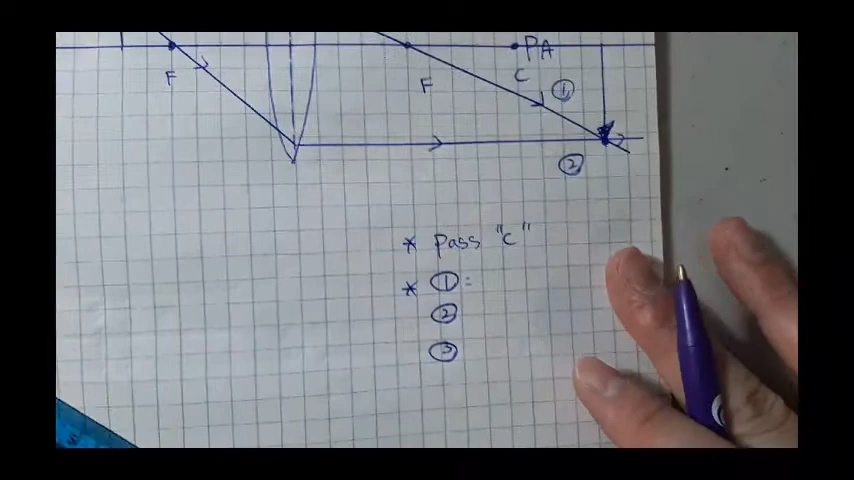 PA
F
F
C
①
②
* Pass "C"
* ① =
②
③